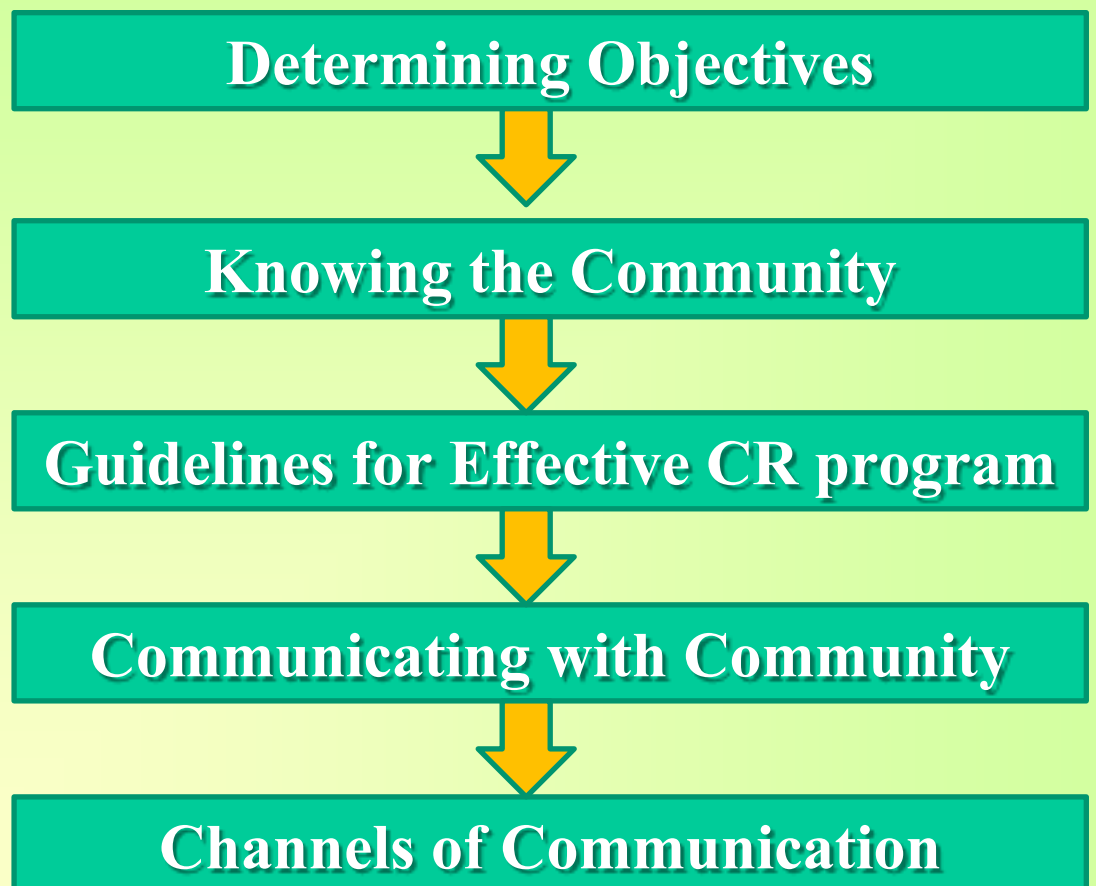 Determining Objectives
Knowing the Community
Guidelines for Effective CR program
Communicating with Community
Channels of Communication